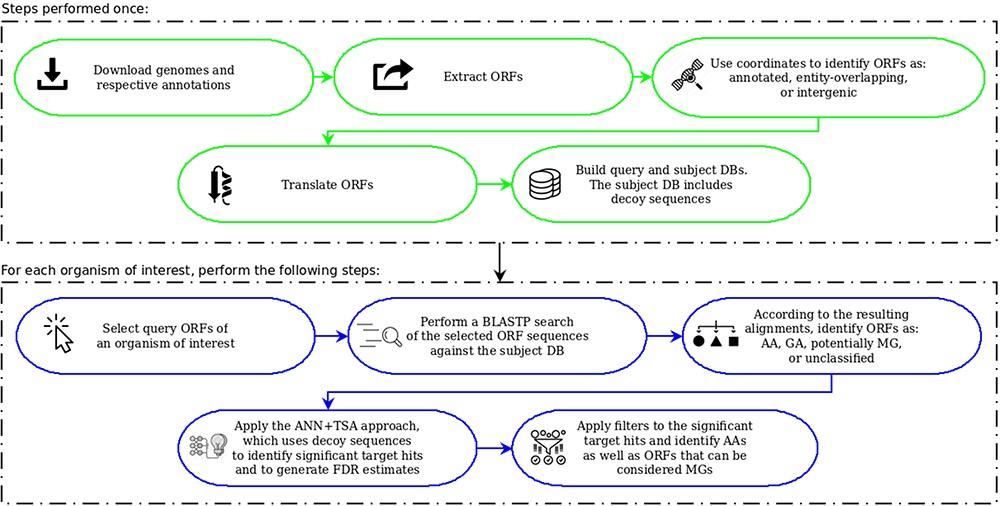 Steps performed once:
Download genomes and
respective annotations
Extract ORFs
Use coordinates to identify ORFs as:
annotated, entity-overlapping,
or intergenic
Translate ORFs
Build query and subject DBs.
The subject DB includes
decoy sequences
For each organism of interest, perform the following steps:
Select query ORFs of
an organism of interest
Perform a BLASTP search
of the selected ORF sequences
against the subject DB
According to the resulting
alignments, identify ORFs as:
AA, GA, potentially MG,
or unclassified
Apply the ANN+TSA approach,
which uses decoy sequences
to identify significant target hits
and to generate FDR estimates
Apply filters to the significant
target hits and identify AAs
as well as ORFs that can be
considered MGs